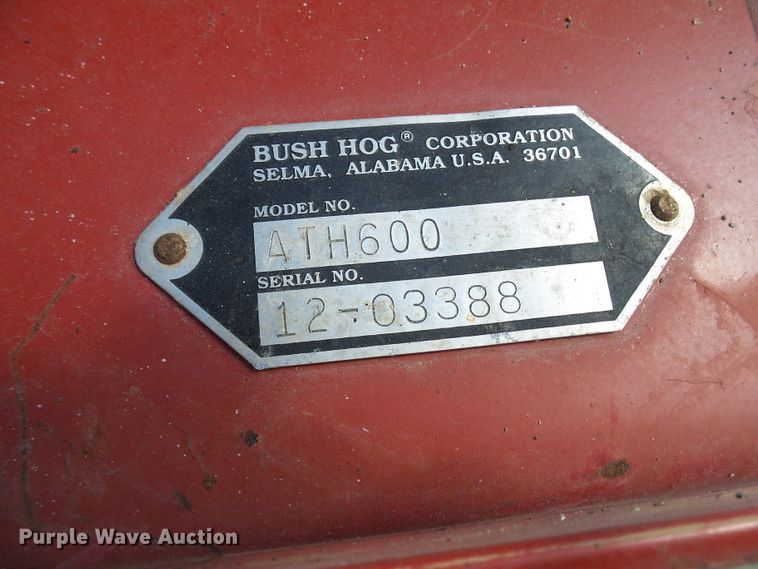 BUSH HOG® CORPORATION
SELMA, ALABAMA U.S.A. 36701
MODEL NO.
ATH600
SERIAL NO.
12-03388
Purple Wave Auction